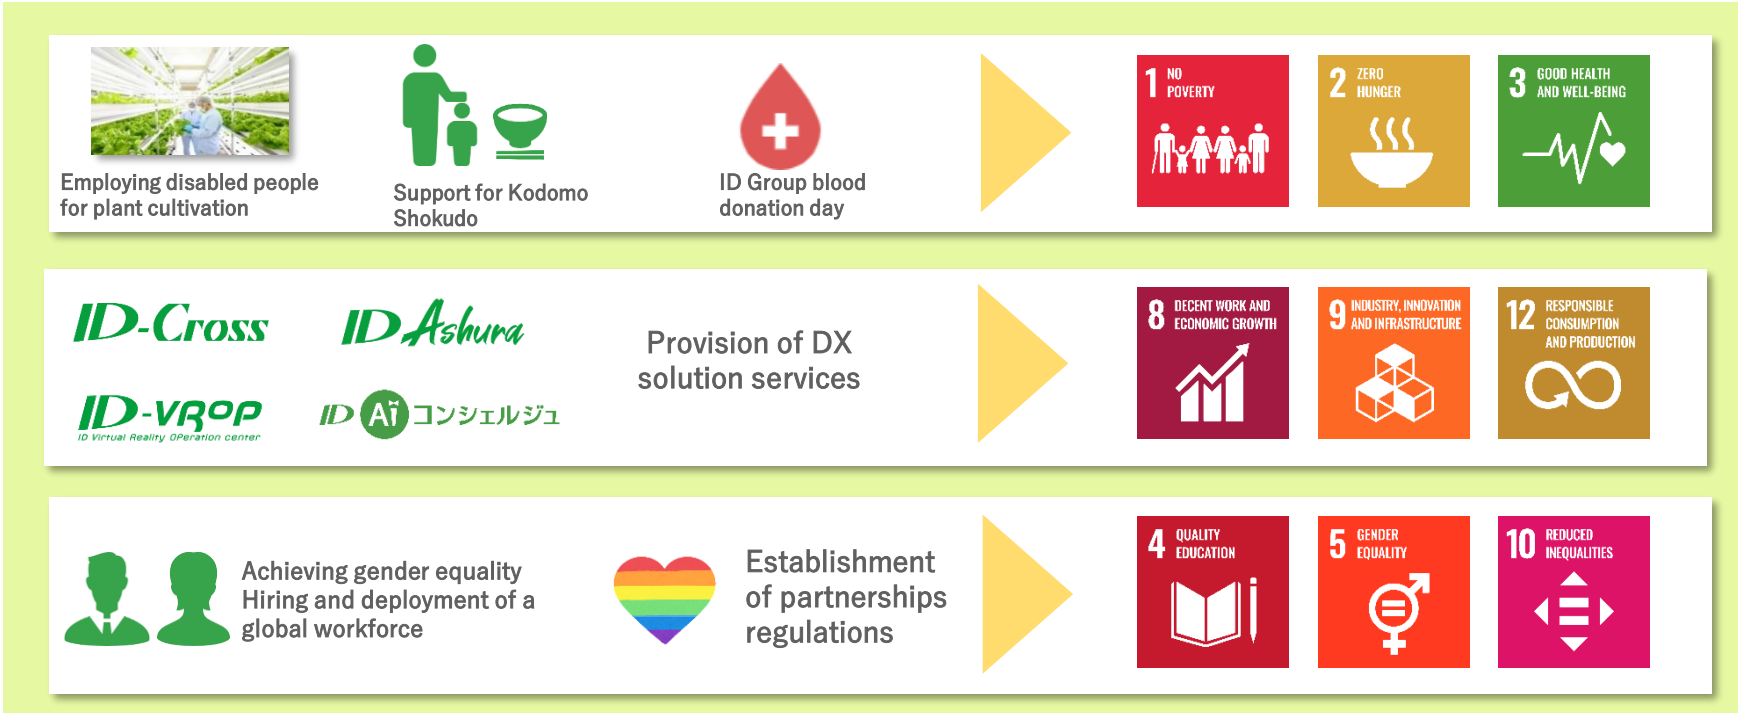 Employing disabled people
for plant cultivation
Support for Kodomo
Shokudo
ID Group blood
donation day
1 NO
POVERTY
2 ZERO
HUNGER
3 GOOD HEALTH
AND WELL-BEING
ID-Cross
ID Ashura
ID-VROP
ID Virtual Reality OPeration center
ID Ai コンシェルジュ
Provision of DX
solution services
8 DECENT WORK AND
ECONOMIC GROWTH
9 INDUSTRY, INNOVATION
AND INFRASTRUCTURE
12 RESPONSIBLE
CONSUMPTION
AND PRODUCTION
Achieving gender equality
Hiring and deployment of a
global workforce
Establishment
of partnerships
regulations
4 QUALITY
EDUCATION
5 GENDER
EQUALITY
10 REDUCED
INEQUALITIES